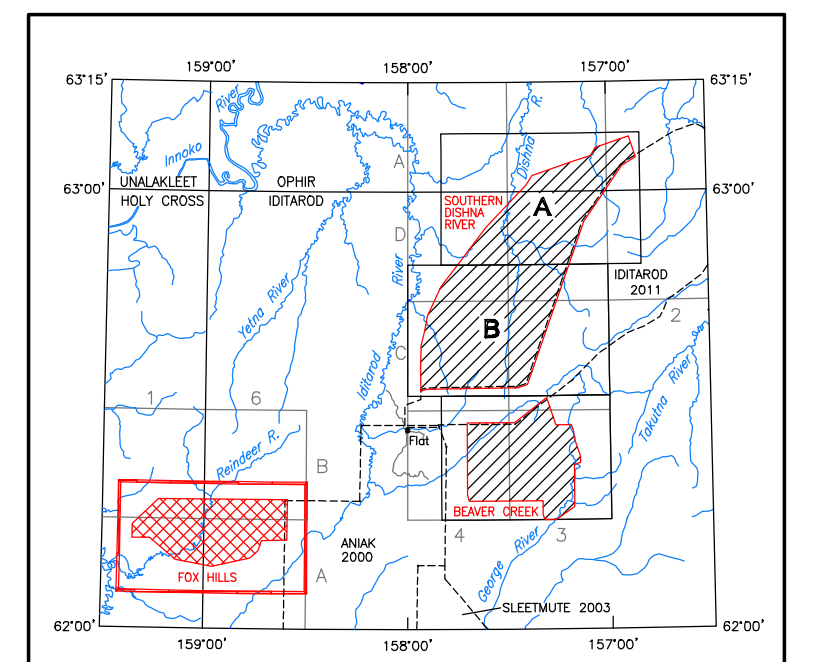 159°00' 158°00' 157°00'
63°15' 63°15'
River
Dishna R.
Innoko
A
UNALAKLEET OPHIR
63°00' 63°00'
HOLY CROSS IDITAROD
SOUTHERN
DISHNA
RIVER
A
D
River
IDITAROD
2011
Yetna River
B
2
C
Iditarod
Takutna River
1 6
Flat
Reindeer R.
B
BEAVER CREEK
4 3
ANIAK
2000
George River
FOX HILLS
A
SLEETMUTE 2003
62°00' 62°00'
159°00' 158°00' 157°00'